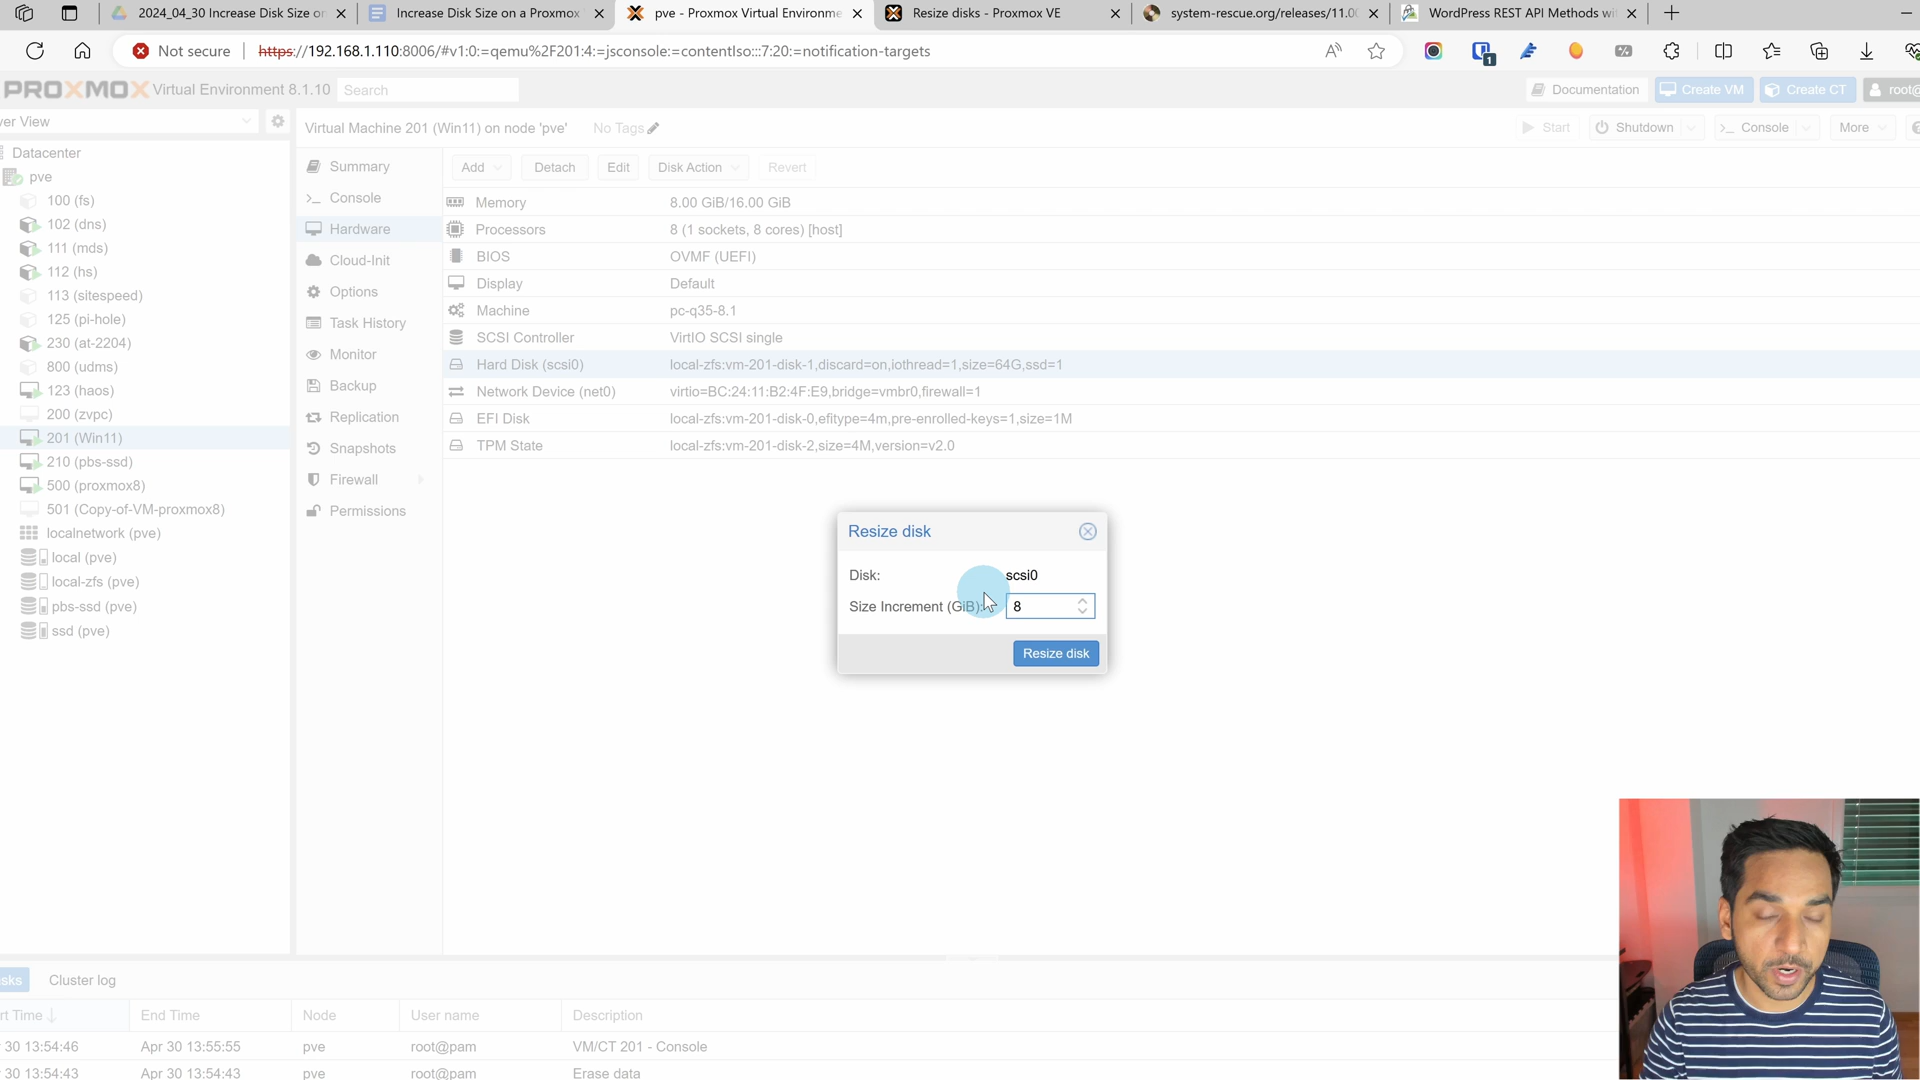 2024_04_30 Increase Disk Size or
Increase Disk Size on a Proxmox
pve - Proxmox Virtual Environme
Resize disks - Proxmox VE
system-rescue.org/releases/11.0
WordPress REST API Methods wi
Not secure
https://192.168.1.110:8006/#v1:0:=qemu%2F201:4:=jsconsole:=contentIso:::7:20:=notification-targets
1
PROXMOX Virtual Environment 8.1.10
Search
Documentation
Create VM
Create CT
root@
ver View
Virtual Machine 201 (Win11) on node 'pve'
No Tags
Start
Shutdown
Console
More
Datacenter
pve
100 (fs)
102 (dns)
111 (mds)
112 (hs)
113 (sitespeed)
125 (pi-hole)
230 (at-2204)
800 (udms)
123 (haos)
200 (zvpc)
201 (Win11)
210 (pbs-ssd)
500 (proxmox8)
501 (Copy-of-VM-proxmox8)
localnetwork (pve)
local (pve)
local-zfs (pve)
pbs-ssd (pve)
ssd (pve)
Summary
Console
Hardware
Cloud-Init
Options
Task History
Monitor
Backup
Replication
Snapshots
Firewall
Permissions
Add
Detach
Edit
Disk Action
Revert
Memory 8.00 GiB/16.00 GiB
Processors 8 (1 sockets, 8 cores) [host]
BIOS OVMF (UEFI)
Display Default
Machine pc-q35-8.1
SCSI Controller VirtIO SCSI single
Hard Disk (scsi0) local-zfs:vm-201-disk-1,discard=on,iothread=1,size=64G,ssd=1
Network Device (net0) virtio=BC:24:11:B2:4F:E9,bridge=vmbr0,firewall=1
EFI Disk local-zfs:vm-201-disk-0,efitype=4m,pre-enrolled-keys=1,size=1M
TPM State local-zfs:vm-201-disk-2,size=4M,version=v2.0
Resize disk
Disk: scsi0
Size Increment (GiB): 8
Resize disk
sks
Cluster log
rt Time End Time Node User name Description
30 13:54:46 Apr 30 13:55:55 pve root@pam VM/CT 201 - Console
30 13:54:43 Apr 30 13:54:43 pve root@pam Erase data